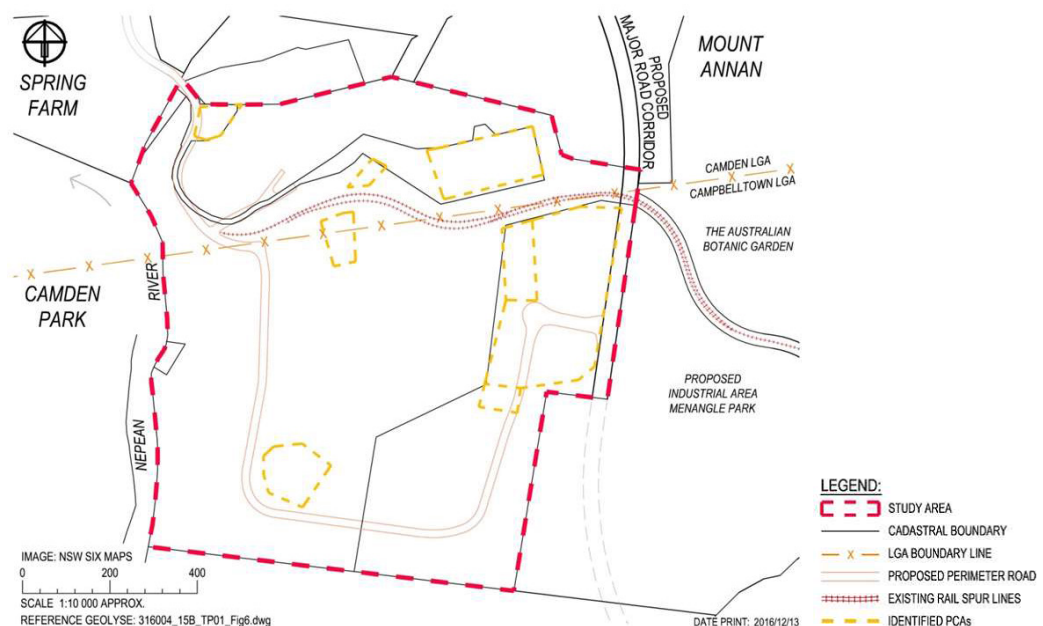 SPRING
FARM
MOUNT
ANNAN
PROPOSED
MAJOR ROAD CORRIDOR
CAMDEN LGA
CAMPBELLTOWN LGA
THE AUSTRALIAN
BOTANIC GARDEN
CAMDEN
PARK
RIVER
NEPEAN
PROPOSED
INDUSTRIAL AREA
MENANGLE PARK
LEGEND:
STUDY AREA
CADASTRAL BOUNDARY
X LGA BOUNDARY LINE
PROPOSED PERIMETER ROAD
EXISTING RAIL SPUR LINES
IDENTIFIED PCAs
IMAGE: NSW SIX MAPS
0 200 400
SCALE 1:10 000 APPROX.
REFERENCE GEOLYSE: 316004_15B_TP01_Fig6.dwg
DATE PRINT: 2016/12/13